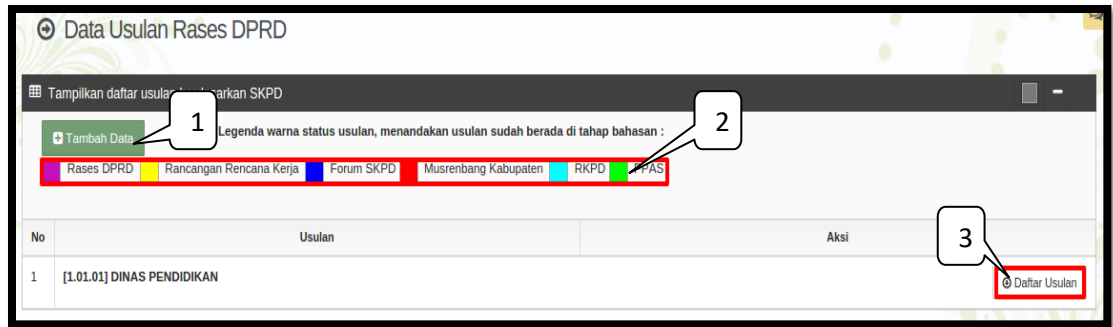 Data Usulan Rases DPRD
Tampilkan daftar usulan SKPD
1
2
Tambah Data
Legenda warna status usulan, menandakan usulan sudah berada di tahap bahasan :
Rases DPRD Rancangan Rencana Kerja Forum SKPD Musrenbang Kabupaten RKPD PPAS
No Usulan Aksi
3
1 [1.01.01] DINAS PENDIDIKAN Daftar Usulan